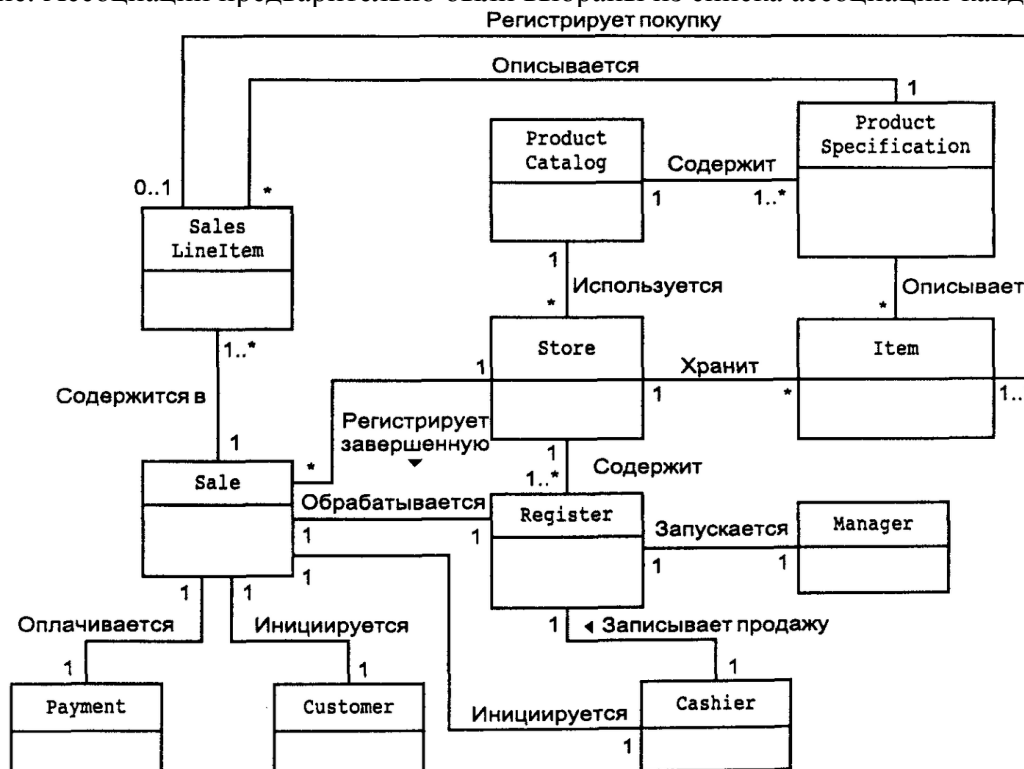 Регистрирует покупку
Описывается
1
Product
Specification
Product
Catalog
Содержит
1
1..*
0..1
*
Sales
LineItem
1
Используется
*
Описывает
*
Store
Item
1..*
1
Хранит
1
*
1..
Содержится в
Регистрирует
завершенную
1
Содержит
1..*
1
*
Sale
Обрабатывается
1
1
Register
Запускается
1
1
Manager
1
1
1
Оплачивается
Инициируется
1
Записывает продажу
1
1
1
Payment
Customer
Инициируется
1
Cashier